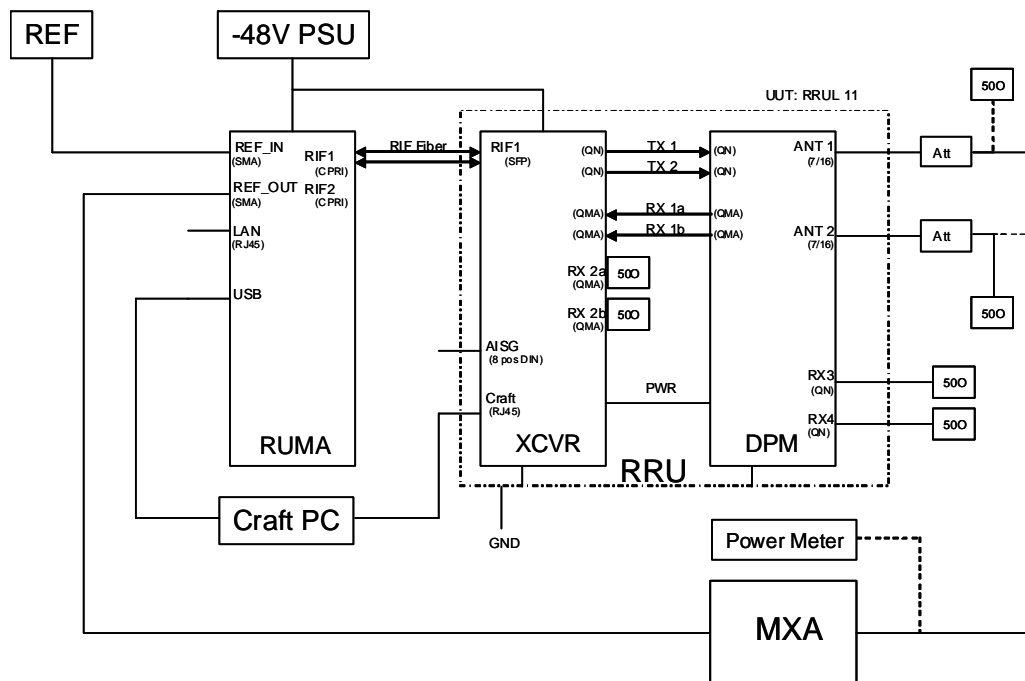 REF
-48V PSU
50O
UUT: RRUL 11
REF_IN
(SMA)
RIF1
(CPRI)
REF_OUT
(SMA)
RIF2
(CPRI)
LAN
(RJ45)
USB
RUMA
RIF Fiber
RIF1
(SFP)
(QN)
TX 1
(QN)
(QN)
TX 2
(QN)
(QMA)
RX 1a
(QMA)
(QMA)
RX 1b
(QMA)
RX 2a
(QMA)
50O
RX 2b
(QMA)
50O
AISG
(8 pos DIN)
Craft
(RJ45)
XCVR
PWR
ANT 1
(7/16)
Att
ANT 2
(7/16)
Att
50O
RX3
(QN)
50O
RX4
(QN)
50O
DPM
RRU
Craft PC
GND
Power Meter
MXA